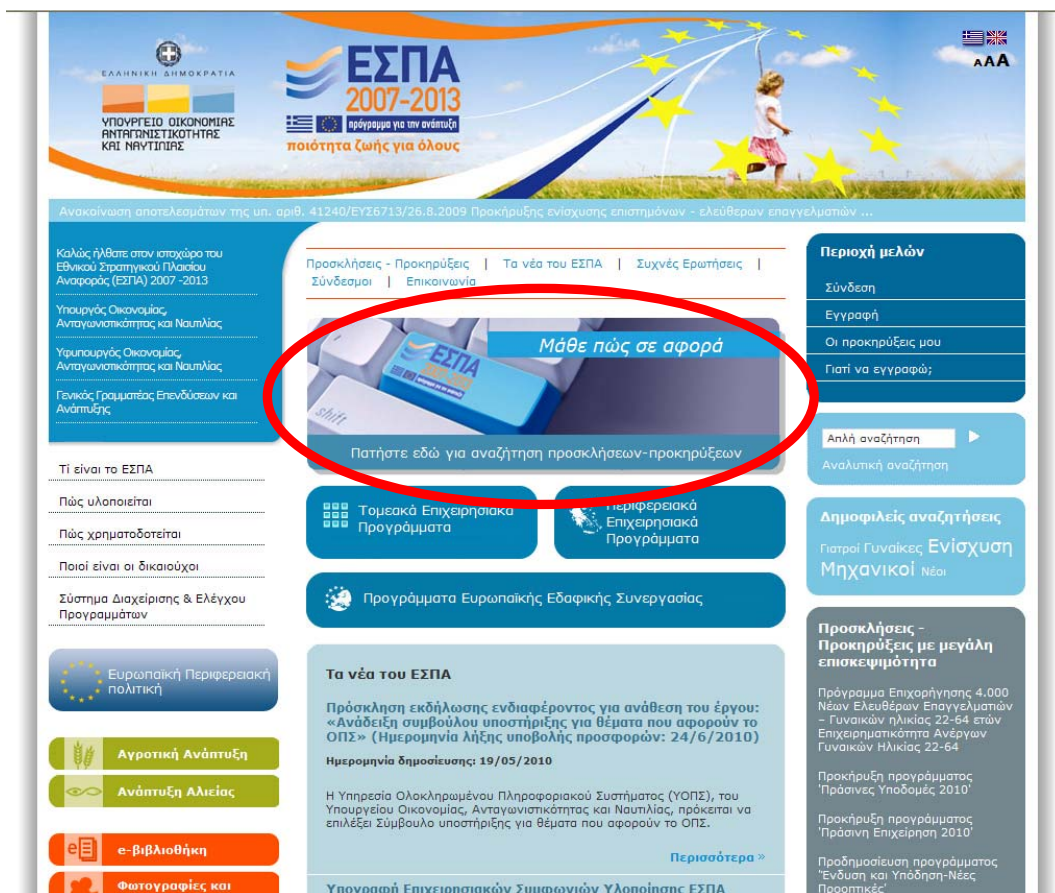 ΕΛΛΗΝΙΚΗ ΔΗΜΟΚΡΑΤΙΑ
ΥΠΟΥΡΓΕΙΟ ΟΙΚΟΝΟΜΙΑΣ
ΑΝΤΑΓΩΝΙΣΤΙΚΟΤΗΤΑΣ
ΚΑΙ ΝΑΥΤΙΛΙΑΣ
ΕΣΠΑ
2007-2013
πρόγραμμα για την ανάπτυξη
ποιότητα ζωής για όλους
AAA
Ανακοίνωση αποτελεσμάτων της υπ. αριθ. 41240/ΕΥΣ6713/26.8.2009 Προκήρυξης ενίσχυσης επιστημόνων - ελεύθερων επαγγελματιών ...
Καλώς ήλθατε στον ιστοχώρο του
Εθνικού Στρατηγικού Πλαισίου
Αναφοράς (ΕΣΠΑ) 2007 -2013
Υπουργός Οικονομίας,
Ανταγωνιστικότητας και Ναυτιλίας
Υφυπουργός Οικονομίας,
Ανταγωνιστικότητας και Ναυτιλίας
Γενικός Γραμματέας Επενδύσεων και
Ανάπτυξης
Τί είναι το ΕΣΠΑ
Πώς υλοποιείται
Πώς χρηματοδοτείται
Ποιοί είναι οι δικαιούχοι
Σύστημα Διαχείρισης & Ελέγχου
Προγραμμάτων
Ευρωπαϊκή Περιφερειακή
πολιτική
Αγροτική Ανάπτυξη
Ανάπτυξη Αλιείας
e-βιβλιοθήκη
Φωτογραφίες και
Προσκλήσεις - Προκηρύξεις | Τα νέα του ΕΣΠΑ | Συχνές Ερωτήσεις |
Σύνδεσμοι | Επικοινωνία
Μάθε πώς σε αφορά
ΕΣΠΑ
shift
Πατήστε εδώ για αναζήτηση προσκλήσεων-προκηρύξεων
Τομεακά Επιχειρησιακά
Προγράμματα
Περιφερειακά
Επιχειρησιακά
Προγράμματα
Προγράμματα Ευρωπαϊκής Εδαφικής Συνεργασίας
Τα νέα του ΕΣΠΑ
Πρόσκληση εκδήλωσης ενδιαφέροντος για ανάθεση του έργου:
«Ανάδειξη συμβούλου υποστήριξης για θέματα που αφορούν το
ΟΠΣ» (Ημερομηνία λήξης υποβολής προσφορών: 24/6/2010)
Ημερομηνία δημοσίευσης: 19/05/2010
Η Υπηρεσία Ολοκληρωμένου Πληροφοριακού Συστήματος (ΥΟΠΣ), του
Υπουργείου Οικονομίας, Ανταγωνιστικότητας και Ναυτιλίας, πρόκειται να
επιλέξει Σύμβουλο υποστήριξης για θέματα που αφορούν το ΟΠΣ.
Περισσότερα »
Υπογραφή Επιχειρησιακών Συμφωνιών Υλοποίησης ΕΣΠΑ
Περιοχή μελών
Σύνδεση
Εγγραφή
Οι προκηρύξεις μου
Γιατί να εγγραφώ;
Απλή αναζήτηση
Αναλυτική αναζήτηση
Δημοφιλείς αναζητήσεις
Γιατροί Γυναίκες Ενίσχυση
Μηχανικοί Νέοι
Προσκλήσεις -
Προκηρύξεις με μεγάλη
επισκεψιμότητα
Πρόγραμμα Επιχορήγησης 4.000
Νέων Ελευθέρων Επαγγελματιών
– Γυναικών ηλικίας 22-64 ετών
Επιχειρηματικότητα Ανέργων
Γυναικών Ηλικίας 22-64
Προκήρυξη προγράμματος
'Πράσινες Υποδομές 2010'
Προκήρυξη προγράμματος
'Πράσινη Επιχείρηση 2010'
Προδημοσίευση προγράμματος
'Ένδυση και Υπόδηση-Νέες
Προοπτικές'